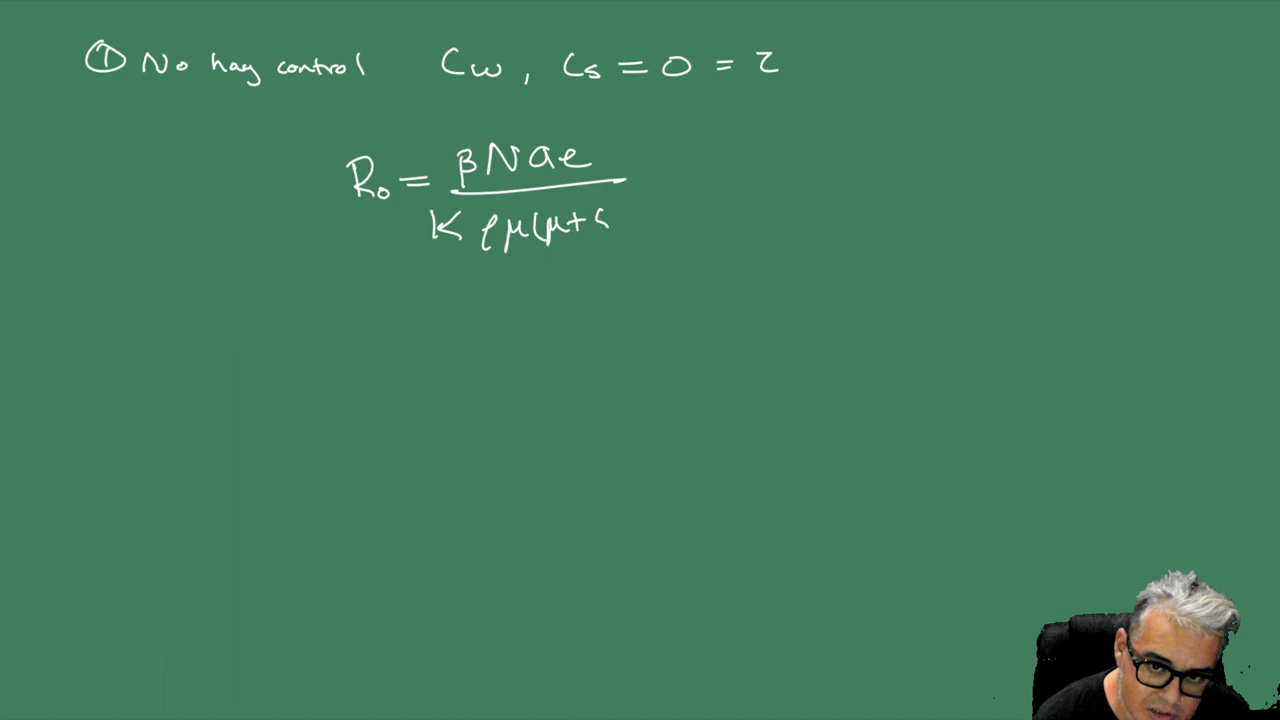 ① No hay control Cw, Cs = 0 = τ
R₀ = βNae
Kρμ(μ+